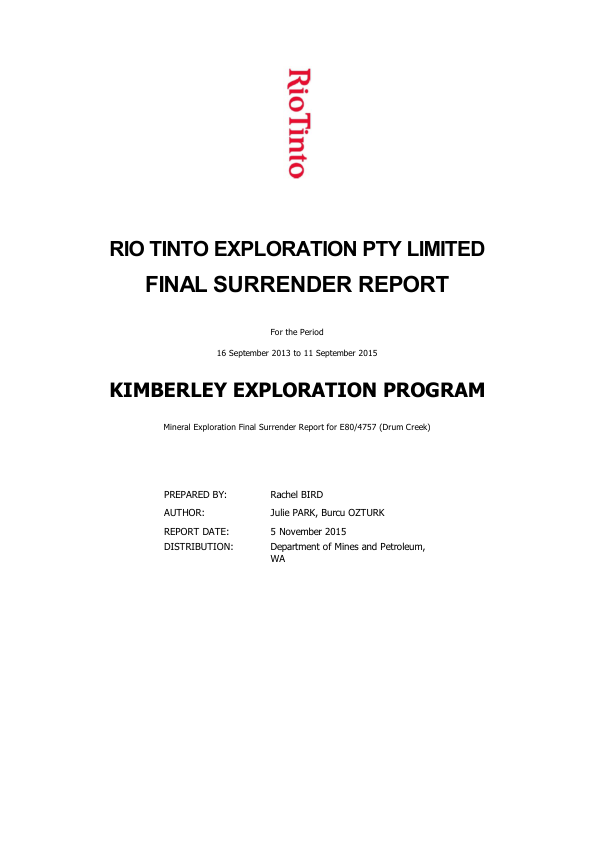 RioTinto
RIO TINTO EXPLORATION PTY LIMITED
FINAL SURRENDER REPORT
For the Period
16 September 2013 to 11 September 2015
KIMBERLEY EXPLORATION PROGRAM
Mineral Exploration Final Surrender Report for E80/4757 (Drum Creek)
PREPARED BY: Rachel BIRD
AUTHOR: Julie PARK, Burcu OZTURK
REPORT DATE: 5 November 2015
DISTRIBUTION: Department of Mines and Petroleum,
WA